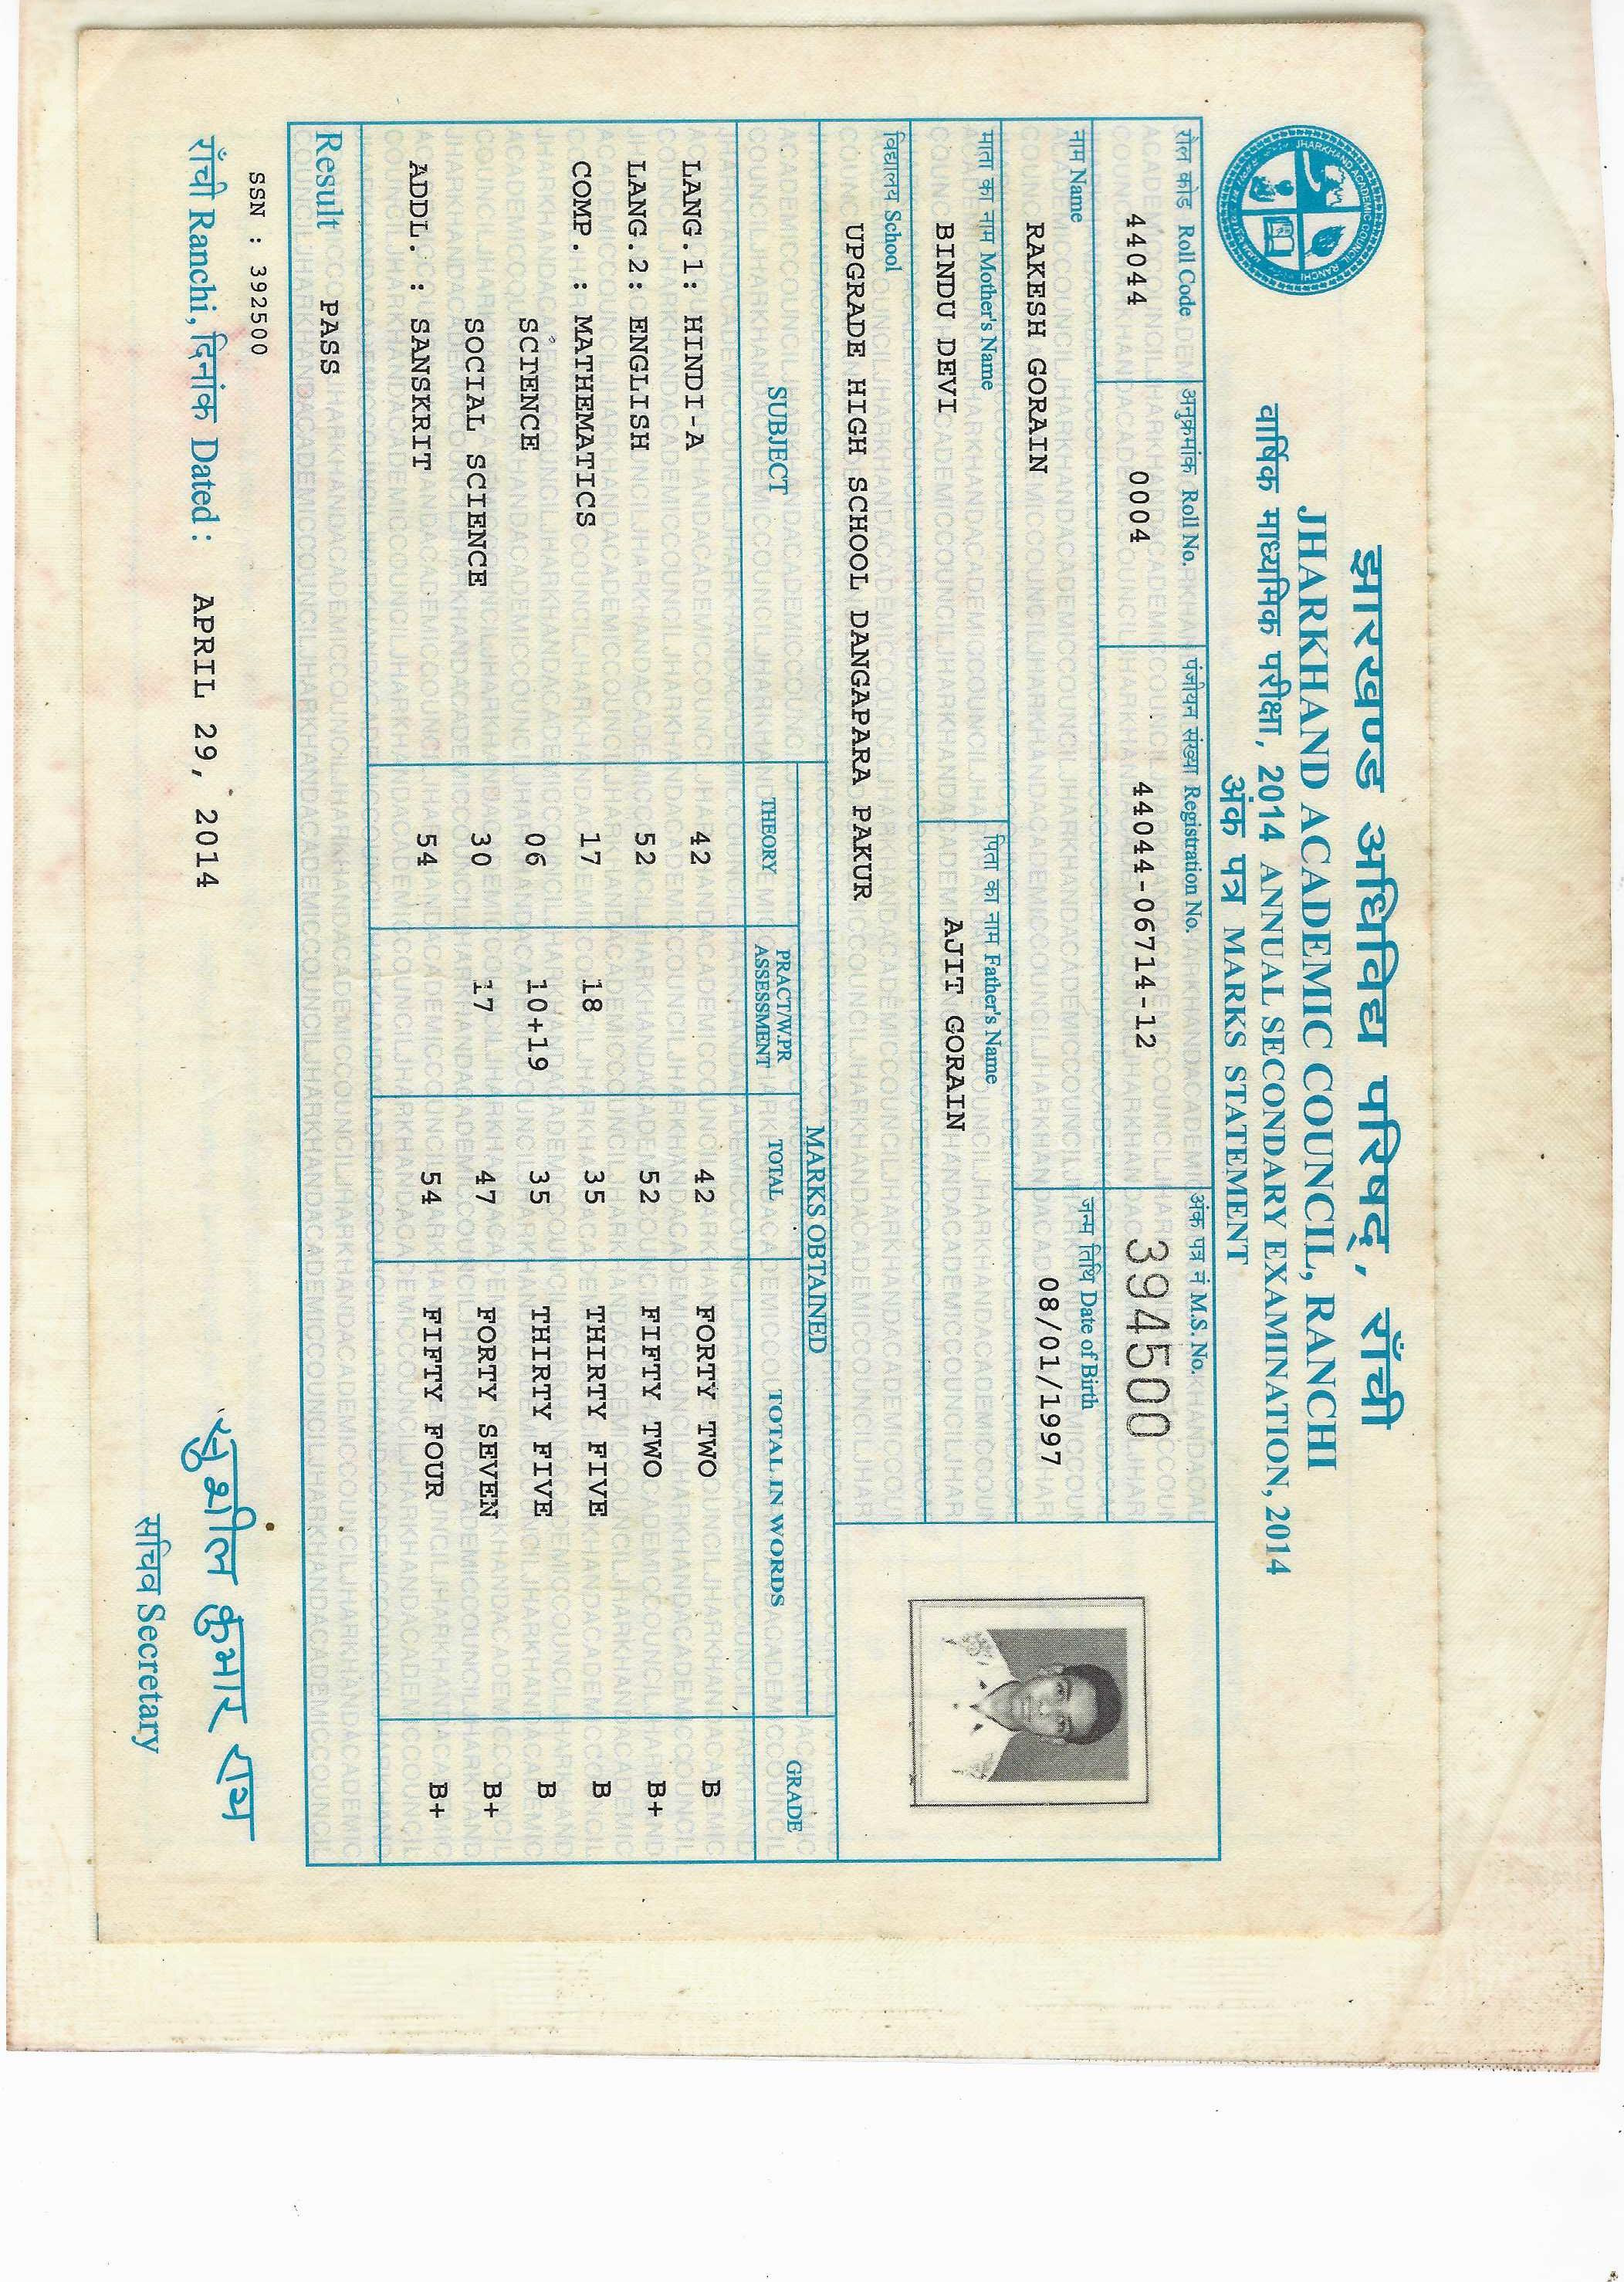 झारखण्ड अधिविद्य परिषद्, राँची
JHARKHAND ACADEMIC COUNCIL, RANCHI
वार्षिक माध्यमिक परीक्षा, 2014 ANNUAL SECONDARY EXAMINATION, 2014
अंक पत्र MARKS STATEMENT
रोल कोड Roll Code अनुक्रमांक Roll No. पंजीयन संख्या Registration No. अंक पत्र नं M.S. No.
44044 0004 44044-06714-12 394500
नाम Name जन्म तिथि Date of Birth
RAKESH GORAIN 08/01/1997
माता का नाम Mother's Name पिता का नाम Father's Name
BINDU DEVI AJIT GORAIN
विद्यालय School
UPGRADE HIGH SCHOOL DANGAPARA PAKUR
SUBJECT MARKS OBTAINED GRADE
THEORY PRACT/W.PR ASSESSMENT TOTAL TOTAL IN WORDS
LANG.1: HINDI-A 42 42 FORTY TWO B
LANG.2: ENGLISH 52 52 FIFTY TWO B+
COMP. : MATHEMATICS 17 18 35 THIRTY FIVE B
SCIENCE 06 10+19 35 THIRTY FIVE B
SOCIAL SCIENCE 30 17 47 FORTY SEVEN B+
ADDL. : SANSKRIT 54 54 FIFTY FOUR B+
Result PASS
SSN : 392500
राँची Ranchi, दिनांक Dated : APRIL 29, 2014
सुशील कुमार राय
सचिव Secretary